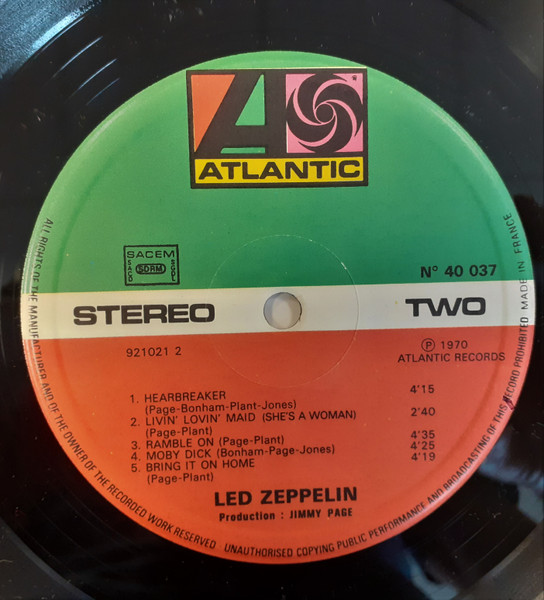 ATLANTIC
SACEM
SACD SDRM SGDL
N° 40 037
STEREO TWO
921021 2
Ⓟ 1970
ATLANTIC RECORDS
1. HEARBREAKER 4'15
(Page-Bonham-Plant-Jones)
2. LIVIN' LOVIN' MAID (SHE'S A WOMAN) 2'40
(Page-Plant)
3. RAMBLE ON (Page-Plant) 4'35
4. MOBY DICK (Bonham-Page-Jones) 4'25
5. BRING IT ON HOME 4'19
(Page-Plant)
LED ZEPPELIN
Production : JIMMY PAGE
ALL RIGHTS OF THE MANUFACTURER AND OF THE OWNER OF THE RECORDED WORK RESERVED UNAUTHORISED COPYING PUBLIC PERFORMANCE AND BROADCASTING OF THIS RECORD PROHIBITED MADE IN FRANCE